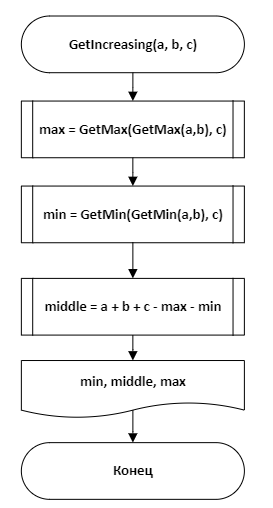 GetIncreasing(a, b, c)
max = GetMax(GetMax(a,b), c)
min = GetMin(GetMin(a,b), c)
middle = a + b + c - max - min
min, middle, max
Конец